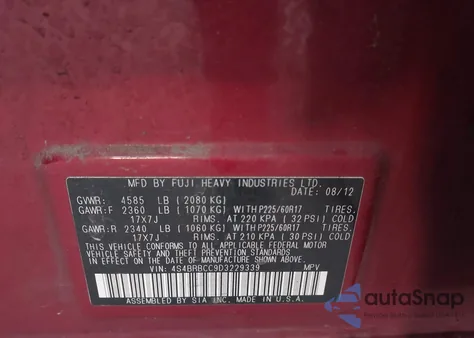 MFD BY FUJI HEAVY INDUSTRIES LTD.
DATE: 08/12
GVWR: 4585 LB (2080 KG)
GAWR:F 2360 LB (1070 KG) WITH P225/60R17 TIRES
17X7J RIMS. AT 220 KPA ( 32 PSI) COLD
GAWR:R 2340 LB (1060 KG) WITH P225/60R17 TIRES
17X7J RIMS. AT 210 KPA ( 30 PSI) COLD
THIS VEHICLE CONFORMS TO ALL APPLICABLE FEDERAL MOTOR
VEHICLE SAFETY AND THEFT PREVENTION STANDARDS IN EFFECT
ON THE DATE OF MANUFACTURE SHOWN ABOVE.
VIN: 4S4BRBCC9D3229339 MPV
ASSEMBLED BY SIA INC. MADE IN U.S.A.
autoSnap